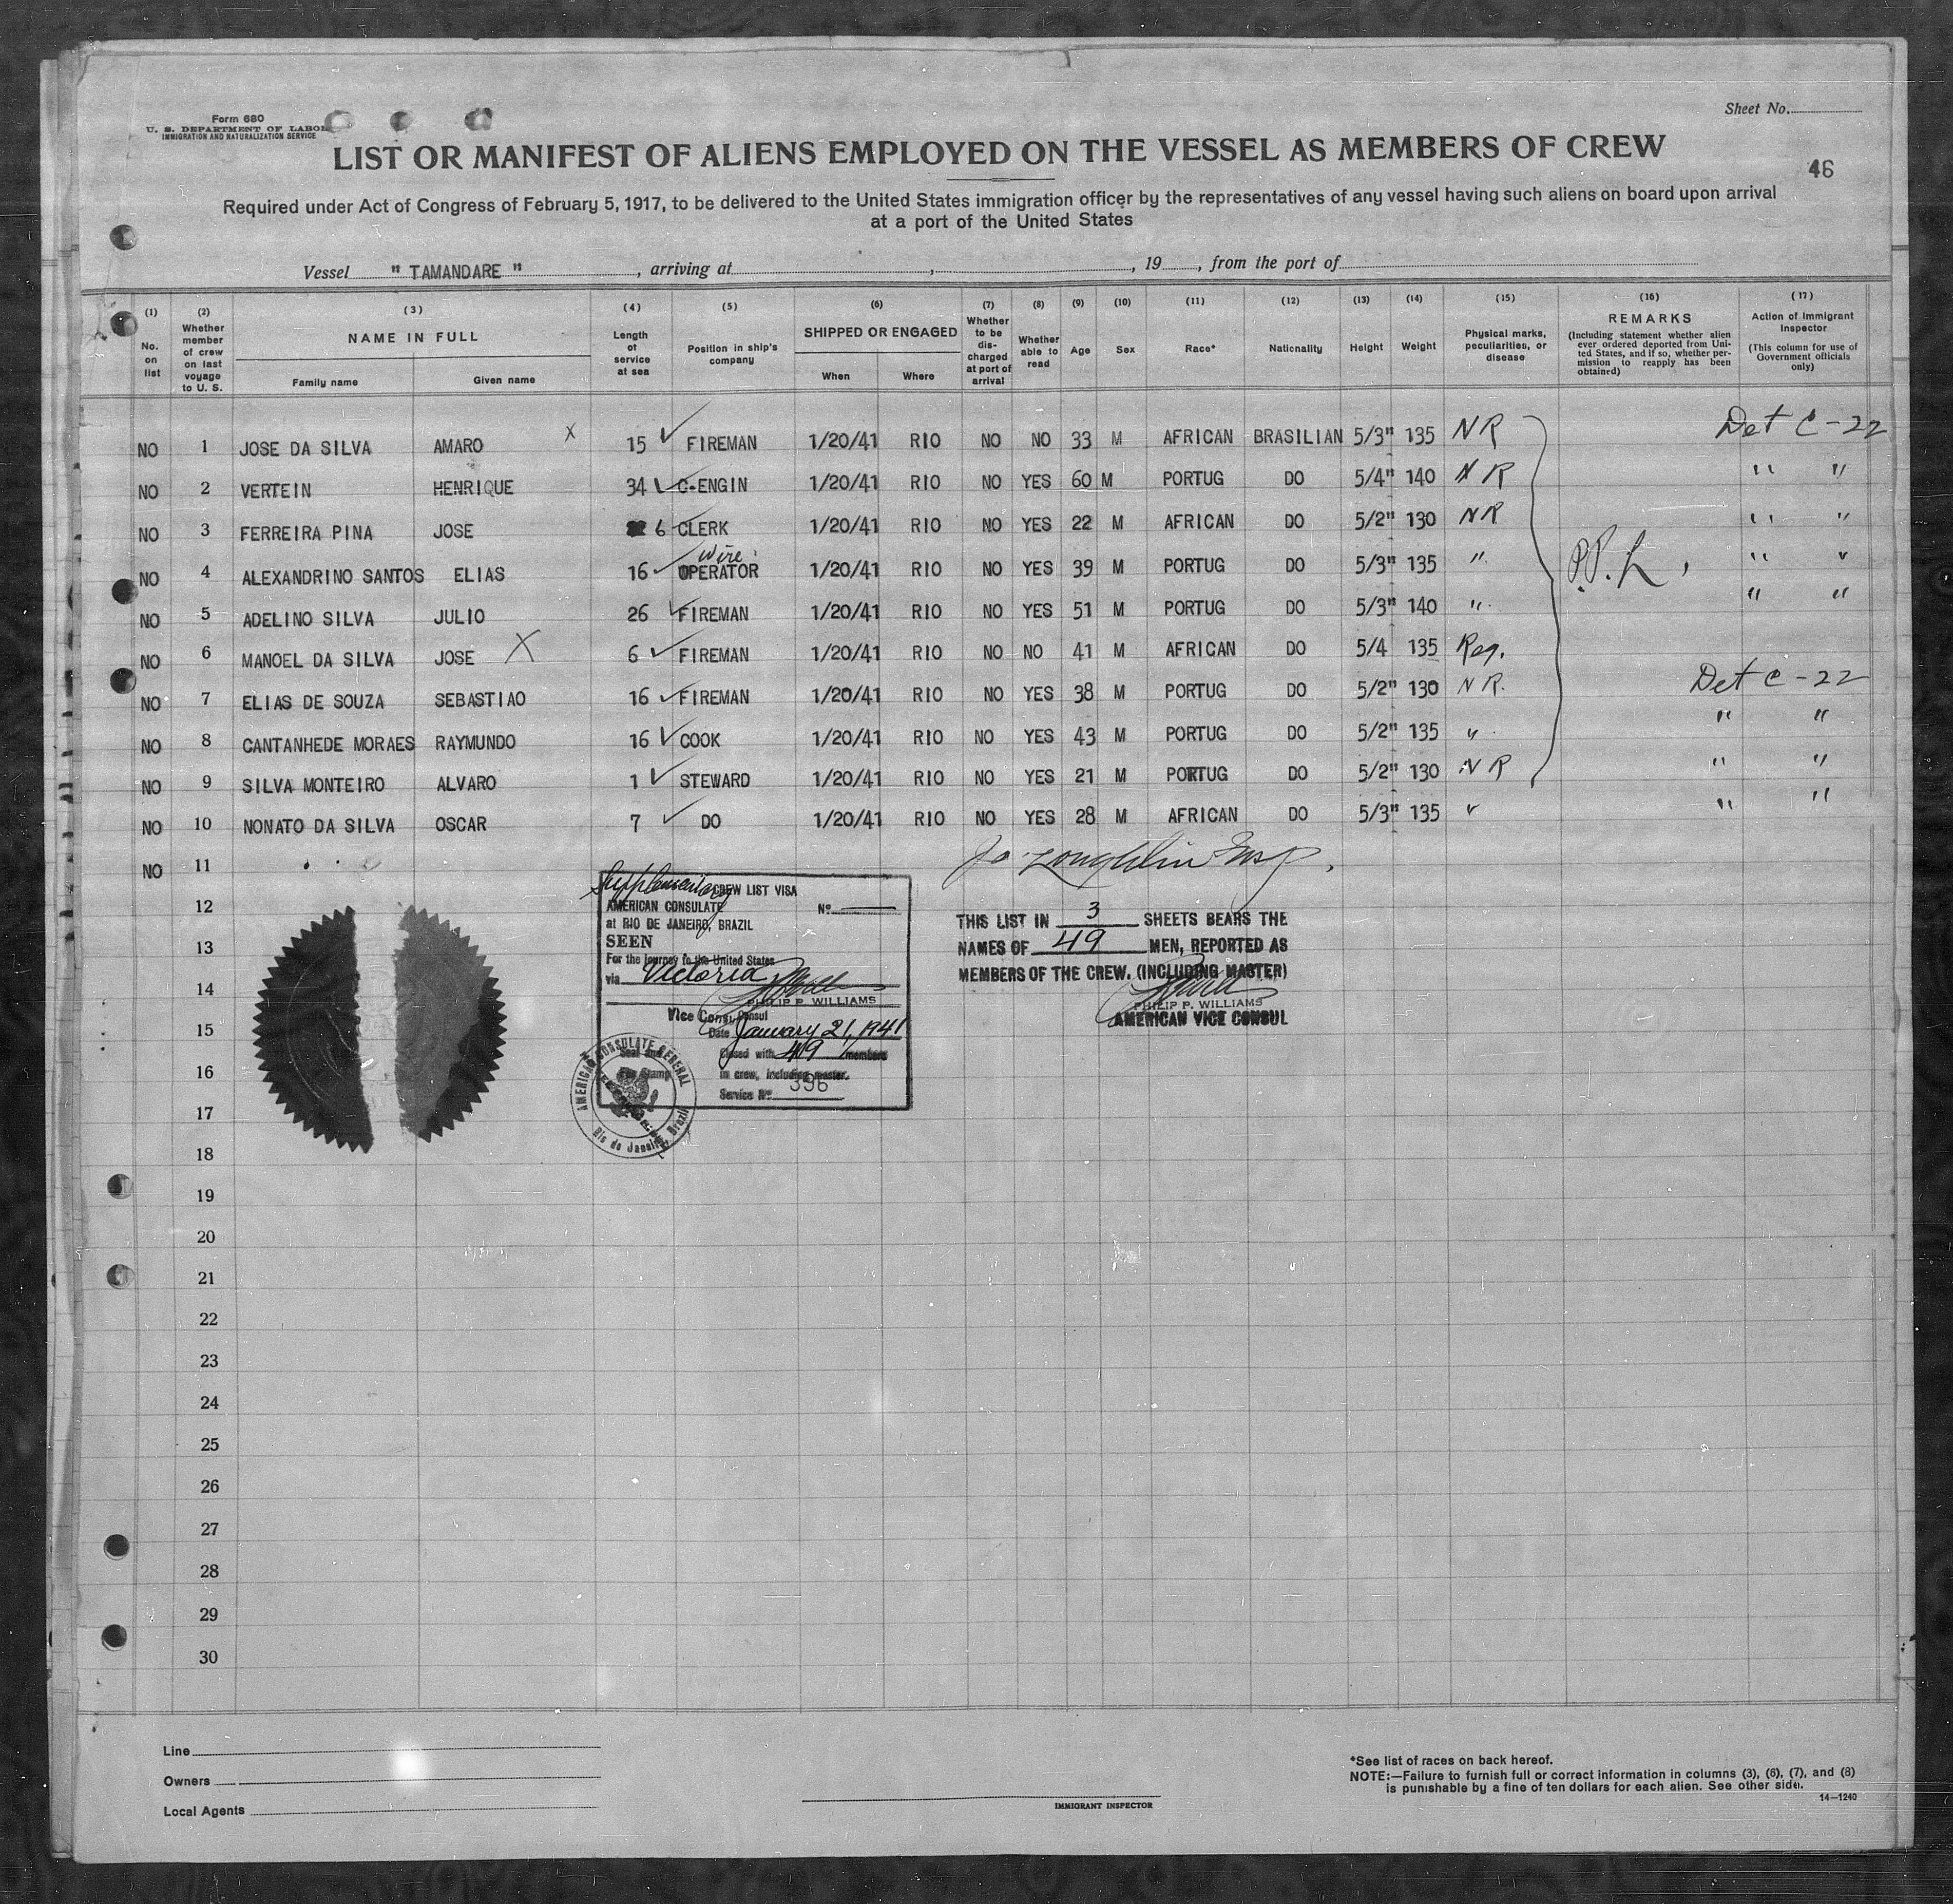 Form 680
U. S. DEPARTMENT OF LABOR
IMMIGRATION AND NATURALIZATION SERVICE
Sheet No.
LIST OR MANIFEST OF ALIENS EMPLOYED ON THE VESSEL AS MEMBERS OF CREW
46
Required under Act of Congress of February 5, 1917, to be delivered to the United States immigration officer by the representatives of any vessel having such aliens on board upon arrival
at a port of the United States
Vessel " TAMANDARE " , arriving at , , 19 , from the port of
(1) No. on list
(2) Whether member of crew on last voyage to U. S.
(3) NAME IN FULL
Family name Given name
(4) Length of service at sea
(5) Position in ship's company
(6) SHIPPED OR ENGAGED
When Where
(7) Whether to be discharged at port of arrival
(8) Whether able to read
(9) Age
(10) Sex
(11) Race*
(12) Nationality
(13) Height
(14) Weight
(15) Physical marks, peculiarities, or disease
(16) REMARKS
(Including statement whether alien ever ordered deported from United States, and if so, whether permission to reapply has been obtained)
(17) Action of Immigrant Inspector
(This column for use of Government officials only)
NO 1 JOSE DA SILVA AMARO X 15 ✓ FIREMAN 1/20/41 RIO NO NO 33 M AFRICAN BRASILIAN 5/3" 135 NR Det C-22
NO 2 VERTEIN HENRIQUE 34 ✓ C-ENGIN 1/20/41 RIO NO YES 60 M PORTUG DO 5/4" 140 NR " "
NO 3 FERREIRA PINA JOSE 6 CLERK 1/20/41 RIO NO YES 22 M AFRICAN DO 5/2" 130 NR " "
NO 4 ALEXANDRINO SANTOS ELIAS 16 ✓ Wire OPERATOR 1/20/41 RIO NO YES 39 M PORTUG DO 5/3" 135 " " "
NO 5 ADELINO SILVA JULIO 26 ✓ FIREMAN 1/20/41 RIO NO YES 51 M PORTUG DO 5/3" 140 " " "
NO 6 MANOEL DA SILVA JOSE X 6 ✓ FIREMAN 1/20/41 RIO NO NO 41 M AFRICAN DO 5/4 135 Reg.
NO 7 ELIAS DE SOUZA SEBASTIAO 16 ✓ FIREMAN 1/20/41 RIO NO YES 38 M PORTUG DO 5/2" 130 NR. Det C-22
NO 8 CANTANHEDE MORAES RAYMUNDO 16 ✓ COOK 1/20/41 RIO NO YES 43 M PORTUG DO 5/2" 135 " " "
NO 9 SILVA MONTEIRO ALVARO 1 ✓ STEWARD 1/20/41 RIO NO YES 21 M PORTUG DO 5/2" 130 NR " "
NO 10 NONATO DA SILVA OSCAR 7 ✓ DO 1/20/41 RIO NO YES 28 M AFRICAN DO 5/3" 135 " " "
NO 11
Loughlin Insp.
12
13
14
15
16
17
18
19
20
21
22
23
24
25
26
27
28
29
30
Supplementary CREW LIST VISA
AMERICAN CONSULATE No.
at RIO DE JANEIRO, BRAZIL
SEEN
For the journey to the United States
via Victoria
PHILIP P. WILLIAMS
Vice Consul
Date January 21, 1941
Closed with 49 members
in crew, including master.
Service No. 396
Seal and
Fee Stamp
AMERICAN CONSULATE GENERAL
Rio de Janeiro, Brazil
THIS LIST IN 3 SHEETS BEARS THE
NAMES OF 49 MEN, REPORTED AS
MEMBERS OF THE CREW. (INCLUDING MASTER)
PHILIP P. WILLIAMS
AMERICAN VICE CONSUL
Line
Owners
Local Agents
IMMIGRANT INSPECTOR
*See list of races on back hereof.
NOTE:—Failure to furnish full or correct information in columns (3), (6), (7), and (8)
is punishable by a fine of ten dollars for each alien. See other side.
14—1240